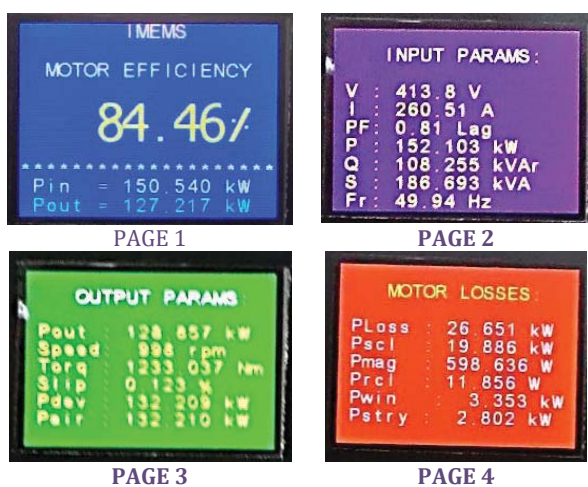 IMEMS
MOTOR EFFICIENCY
84.46%
******************
Pin = 150.540 kW
Pout = 127.217 kW
PAGE 1
INPUT PARAMS:
V : 413.8 V
I : 260.51 A
PF: 0.81 Lag
P : 152.103 kW
Q : 108.255 kVAr
S : 186.693 kVA
Fr: 49.94 Hz
PAGE 2
OUTPUT PARAMS
Pout : 128.857 kW
Speed : 998 rpm
Torq : 1233.037 Nm
Slip : 0.123 %
Pdev : 132.209 kW
Pair : 132.210 kW
PAGE 3
MOTOR LOSSES:
PLoss : 26.651 kW
Pscl : 19.886 kW
Pmag : 598.636 W
Prcl : 11.856 W
Pwin : 3.353 kW
Pstry : 2.802 kW
PAGE 4